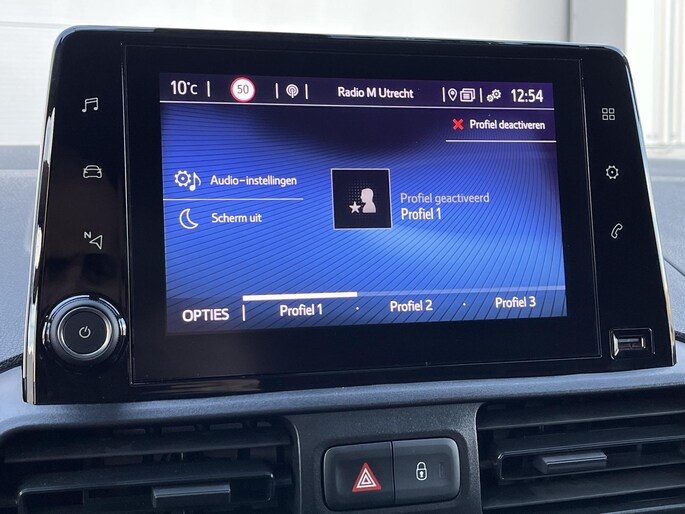 10°C 50 Radio M Utrecht 12:54
Profiel deactiveren
Audio-instellingen
Profiel geactiveerd
Scherm uit
Profiel 1
N
OPTIES Profiel 1 Profiel 2 Profiel 3